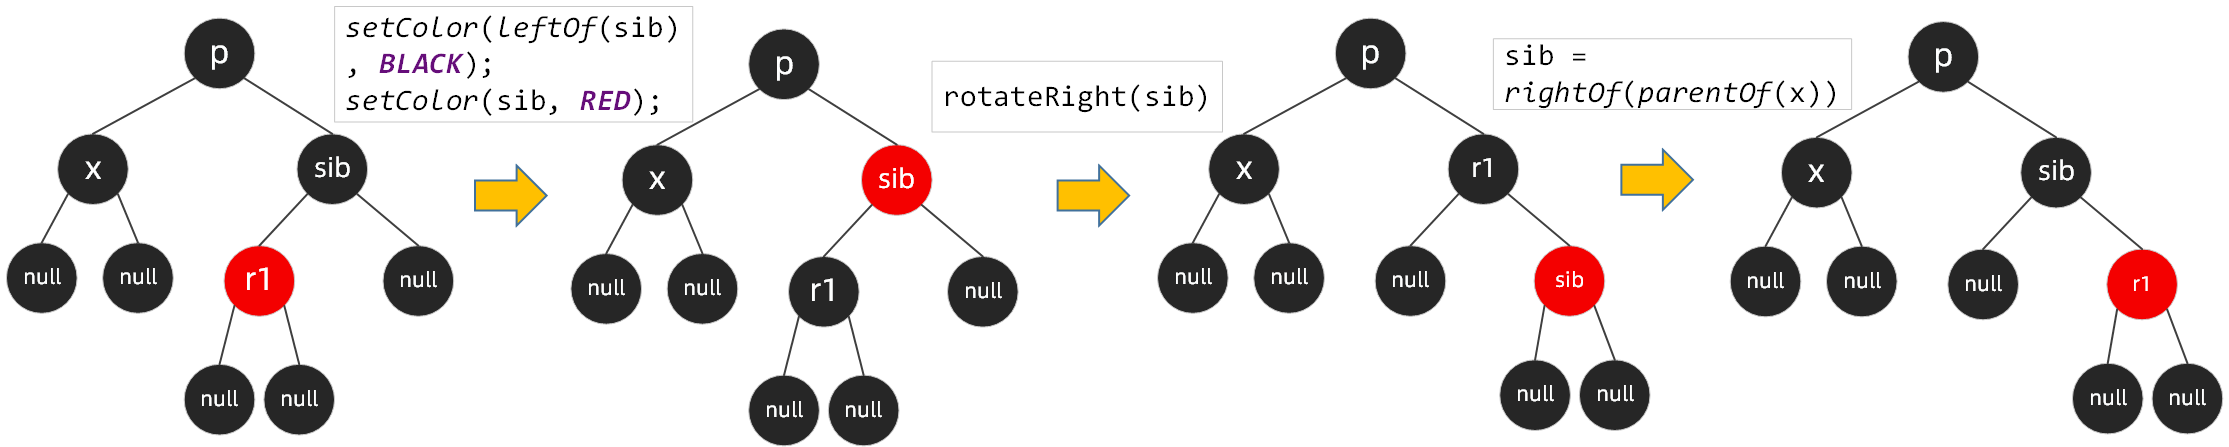 p
x
sib
null
null
r1
null
null
null
setColor(leftOf(sib)
, BLACK);
setColor(sib, RED);
p
x
sib
null
null
r1
null
null
null
rotateRight(sib)
p
x
r1
null
null
null
sib
null
null
sib =
rightOf(parentOf(x))
p
x
sib
null
null
null
r1
null
null